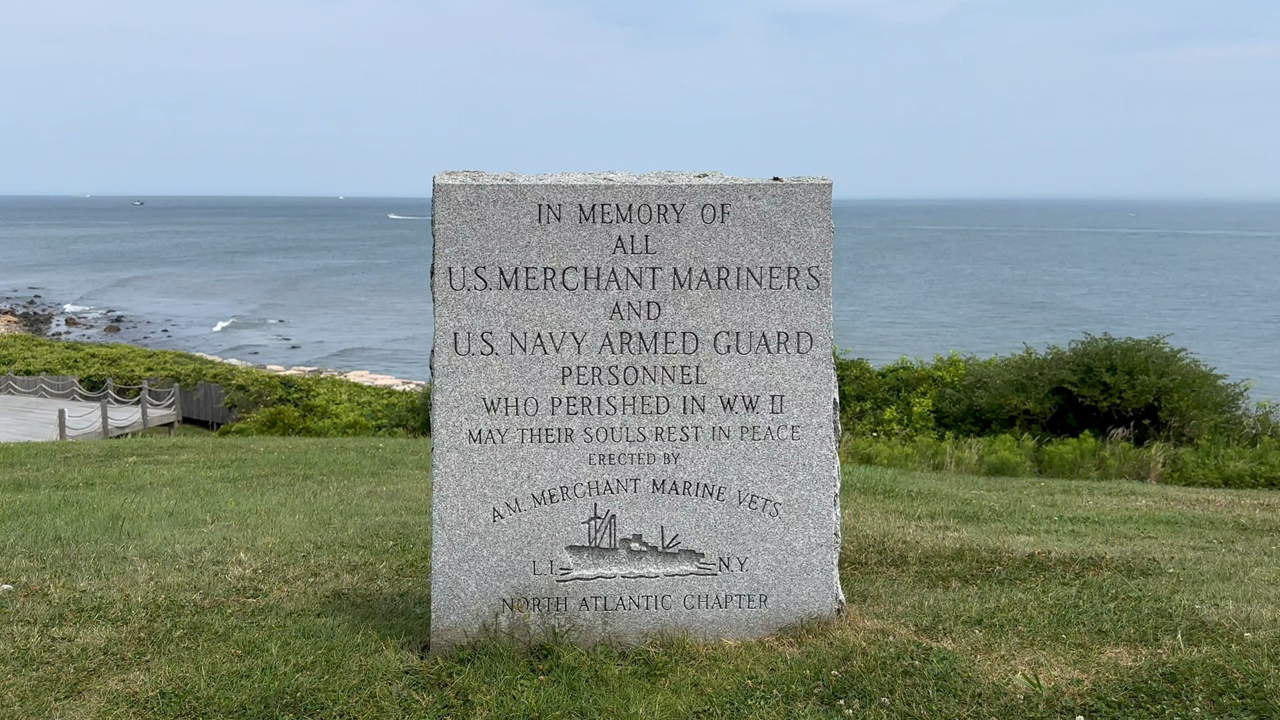 IN MEMORY OF
ALL
U.S. MERCHANT MARINERS
AND
U.S. NAVY ARMED GUARD
PERSONNEL
WHO PERISHED IN W.W. II
MAY THEIR SOULS REST IN PEACE
ERECTED BY
AM. MERCHANT MARINE VETS.
L.I. N.Y
NORTH ATLANTIC CHAPTER